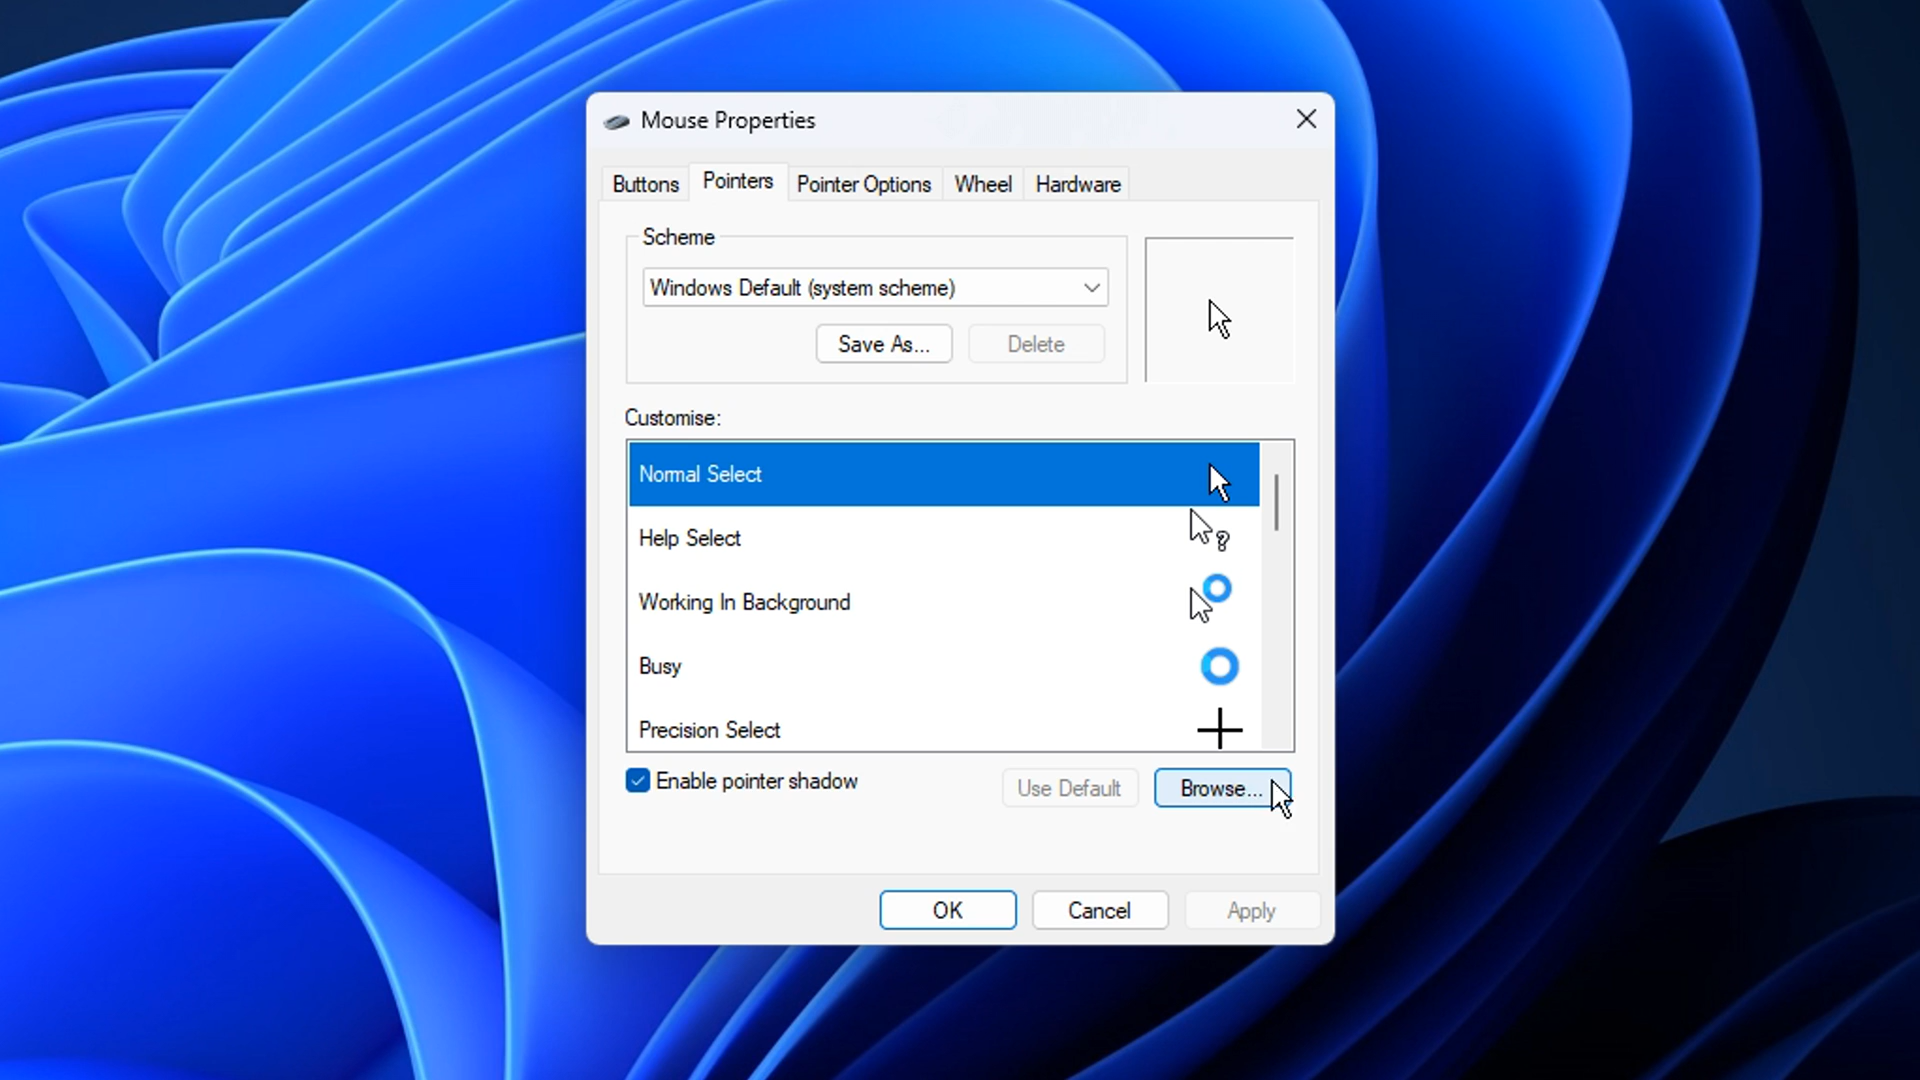 Mouse Properties
Buttons Pointers Pointer Options Wheel Hardware
Scheme
Windows Default (system scheme)
Save As... Delete
Customise:
Normal Select
Help Select
Working In Background
Busy
Precision Select
Enable pointer shadow
Use Default Browse...
OK Cancel Apply